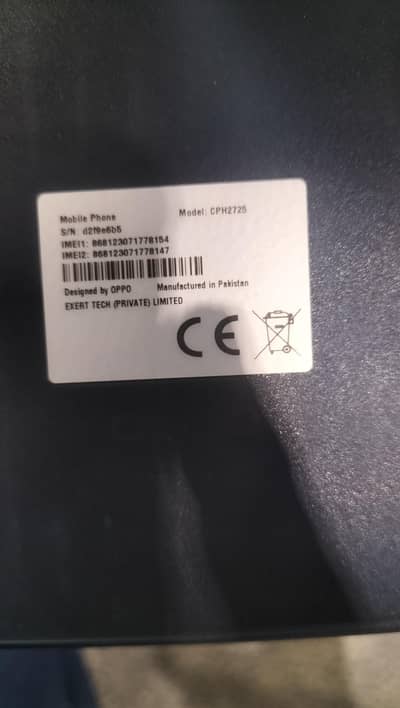 Mobile Phone Model: CPH2725
S/N: d2f9e6b5
IMEI1: 868123071778154
IMEI2: 868123071778147
Designed by OPPO Manufactured in Pakistan
EXERT TECH (PRIVATE) LIMITED
CE